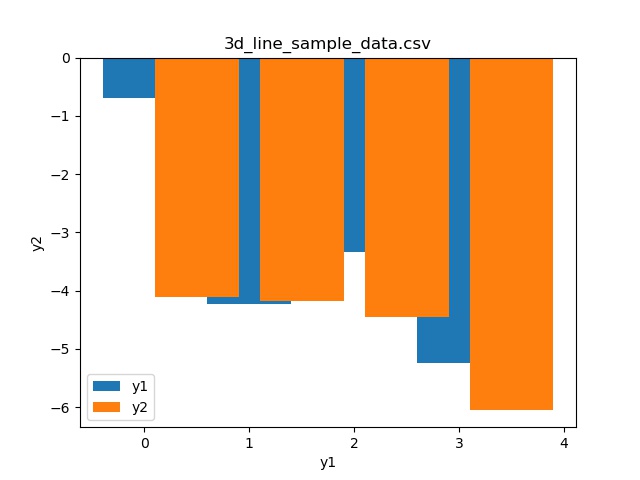 3d_line_sample_data.csv
0
−1
−2
−3
−4
−5
−6
y2
y1
y2
0 1 2 3 4
y1